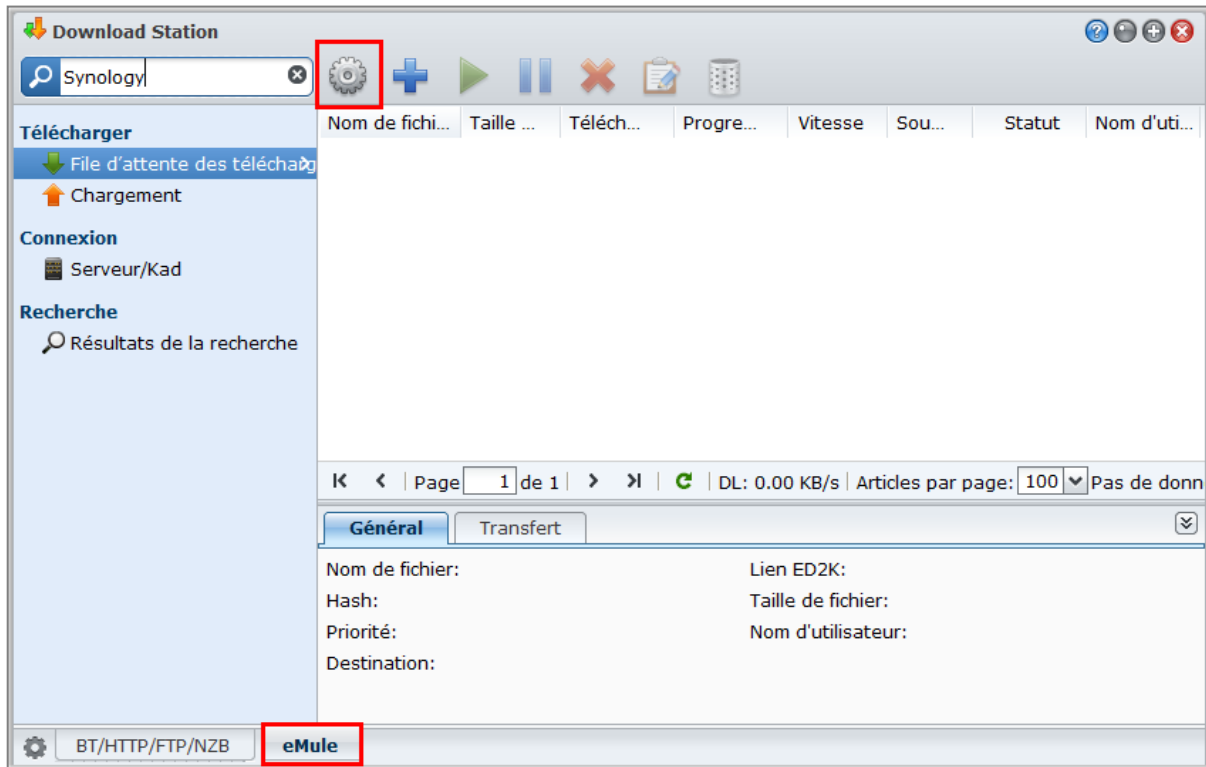 Download Station
Synology
Nom de fichi... Taille ... Téléch... Progre... Vitesse Sou... Statut Nom d'uti...
Télécharger
File d'attente des télécharg
Chargement
Connexion
Serveur/Kad
Recherche
Résultats de la recherche
Page 1 de 1 DL: 0.00 KB/s Articles par page: 100 Pas de donn
Général Transfert
Nom de fichier: Lien ED2K:
Hash: Taille de fichier:
Priorité: Nom d'utilisateur:
Destination:
BT/HTTP/FTP/NZB eMule